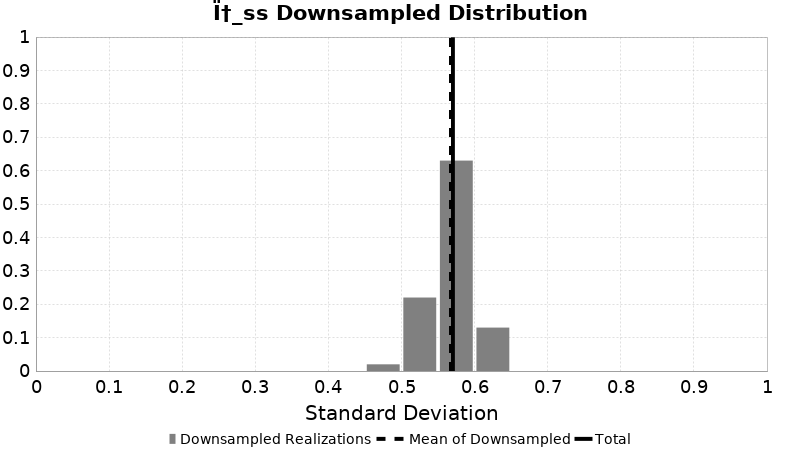 Ï†_ss Downsampled Distribution
1
0.9
0.8
0.7
0.6
0.5
0.4
0.3
0.2
0.1
0
0 0.1 0.2 0.3 0.4 0.5 0.6 0.7 0.8 0.9 1
Standard Deviation
Downsampled Realizations Mean of Downsampled Total